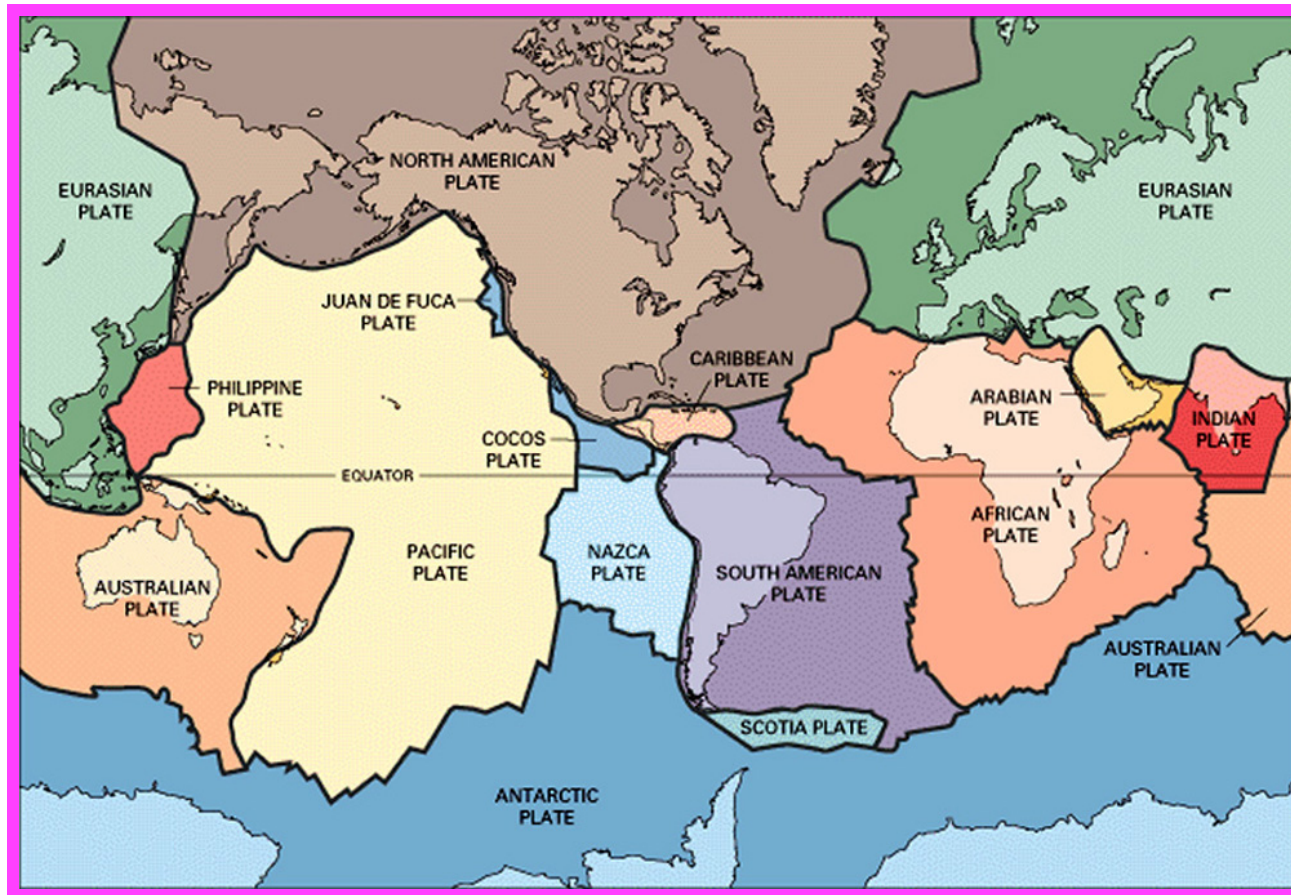 NORTH AMERICAN
PLATE
EURASIAN
PLATE
EURASIAN
PLATE
JUAN DE FUCA
PLATE
CARIBBEAN
PLATE
PHILIPPINE
PLATE
ARABIAN
PLATE
INDIAN
PLATE
COCOS
PLATE
EQUATOR
AFRICAN
PLATE
PACIFIC
PLATE
NAZCA
PLATE
SOUTH AMERICAN
PLATE
AUSTRALIAN
PLATE
AUSTRALIAN
PLATE
SCOTIA PLATE
ANTARCTIC
PLATE